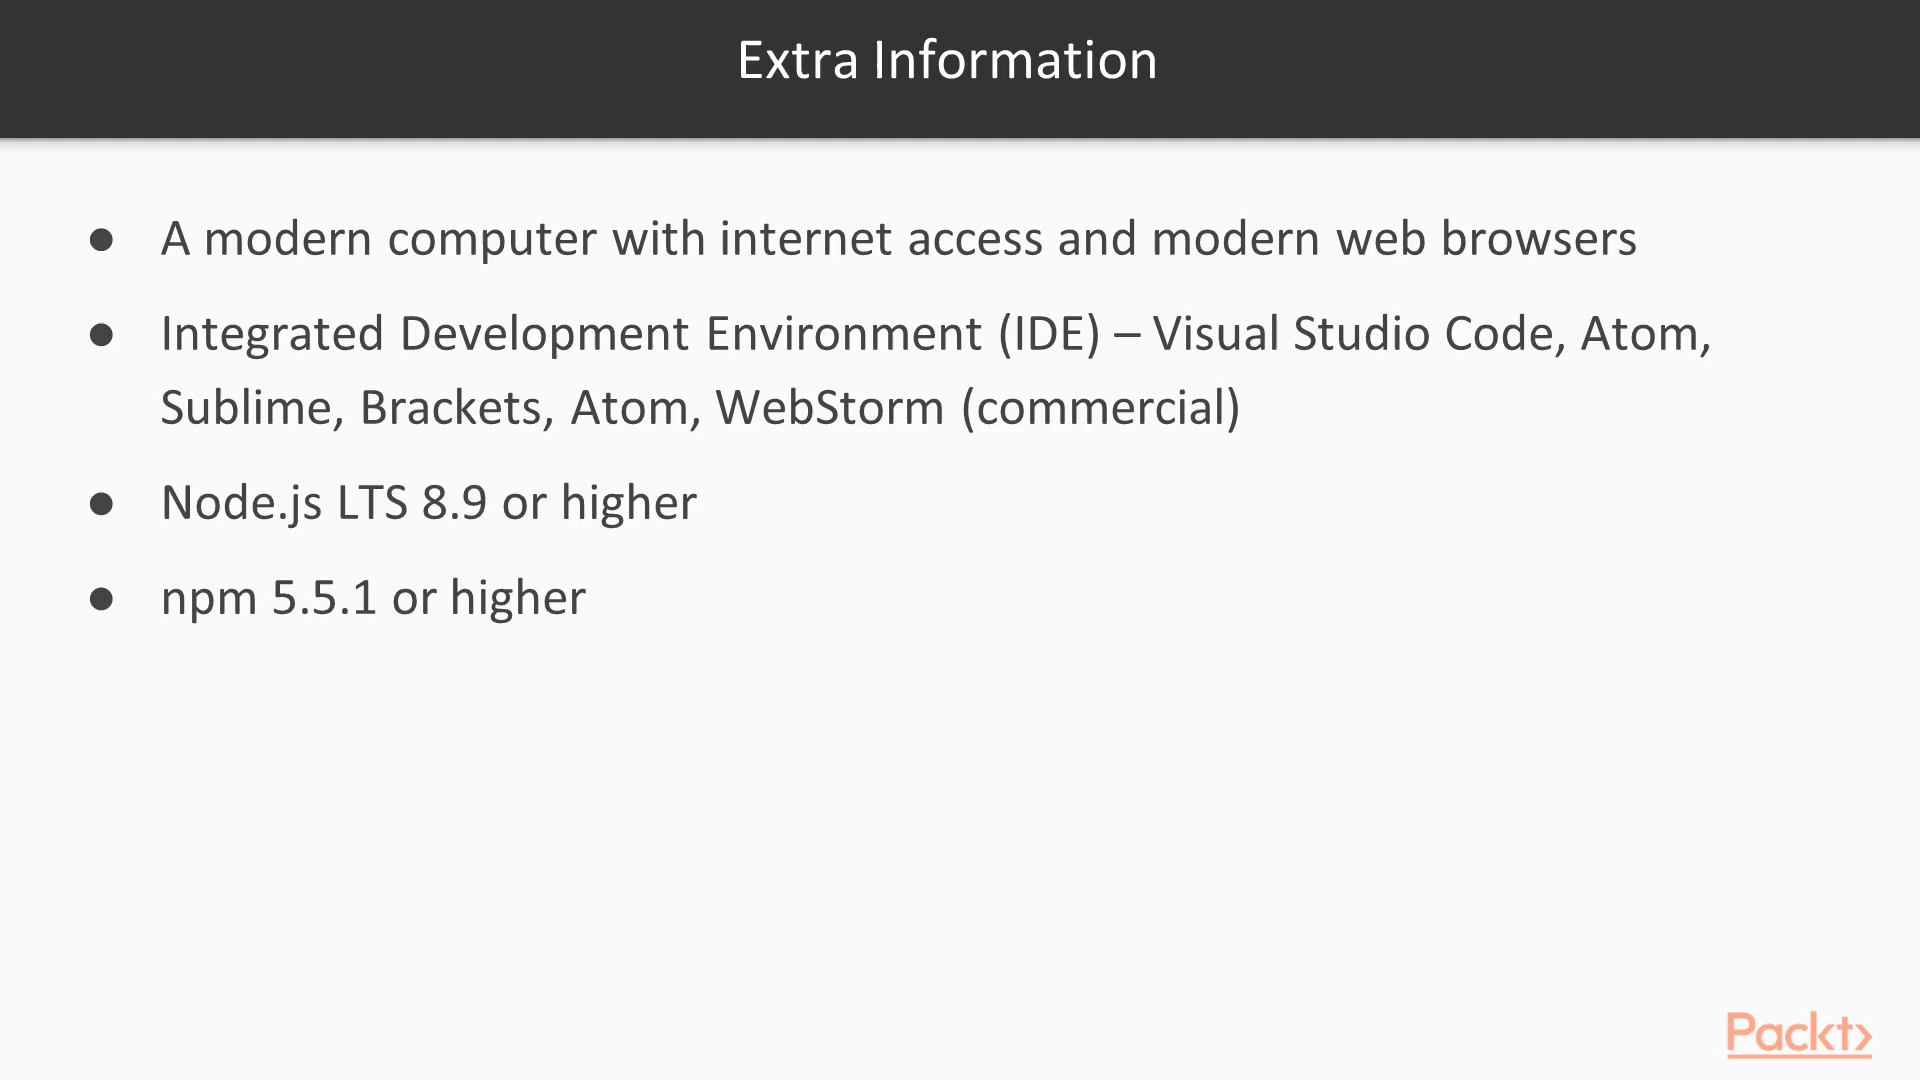 Extra Information
● A modern computer with internet access and modern web browsers
● Integrated Development Environment (IDE) – Visual Studio Code, Atom,
Sublime, Brackets, Atom, WebStorm (commercial)
● Node.js LTS 8.9 or higher
● npm 5.5.1 or higher
Packt›